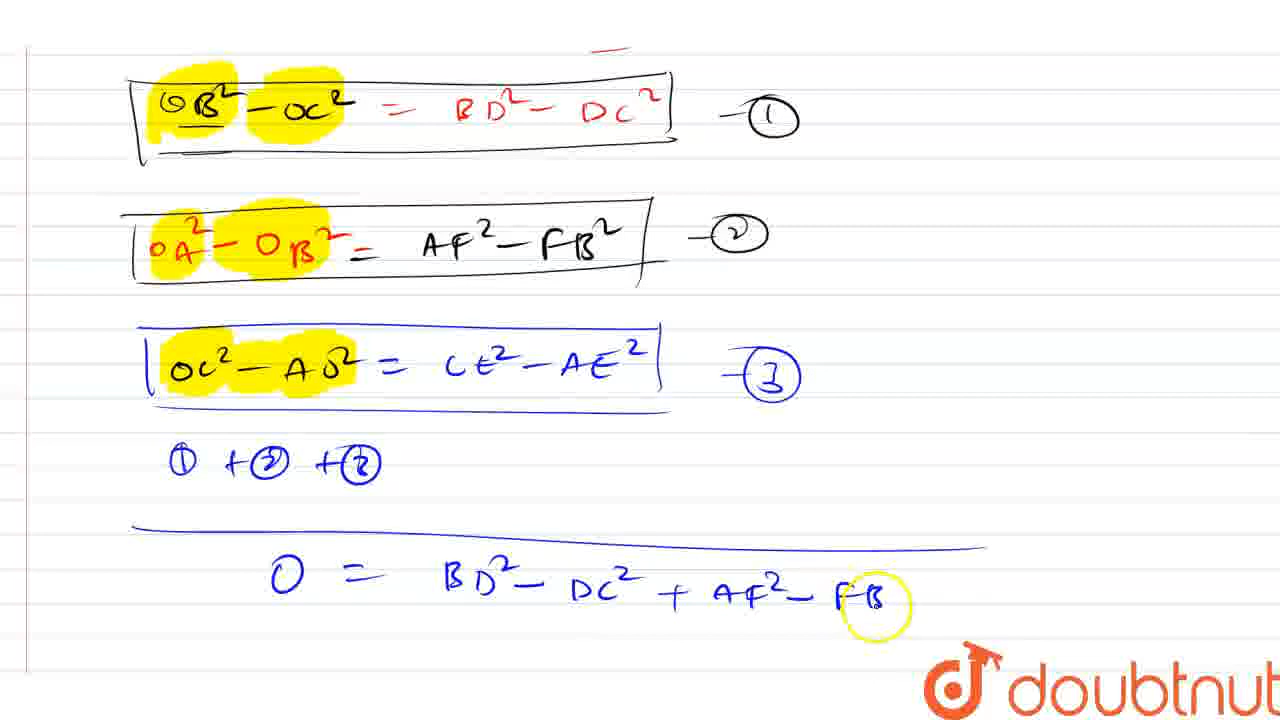 OB² - OC² = BD² - DC² - ①
OA² - OB² = AF² - FB² - ②
OC² - AO² = CE² - AE² - ③
① + ② + ③
0 = BD² - DC² + AF² - FB
doubtnut